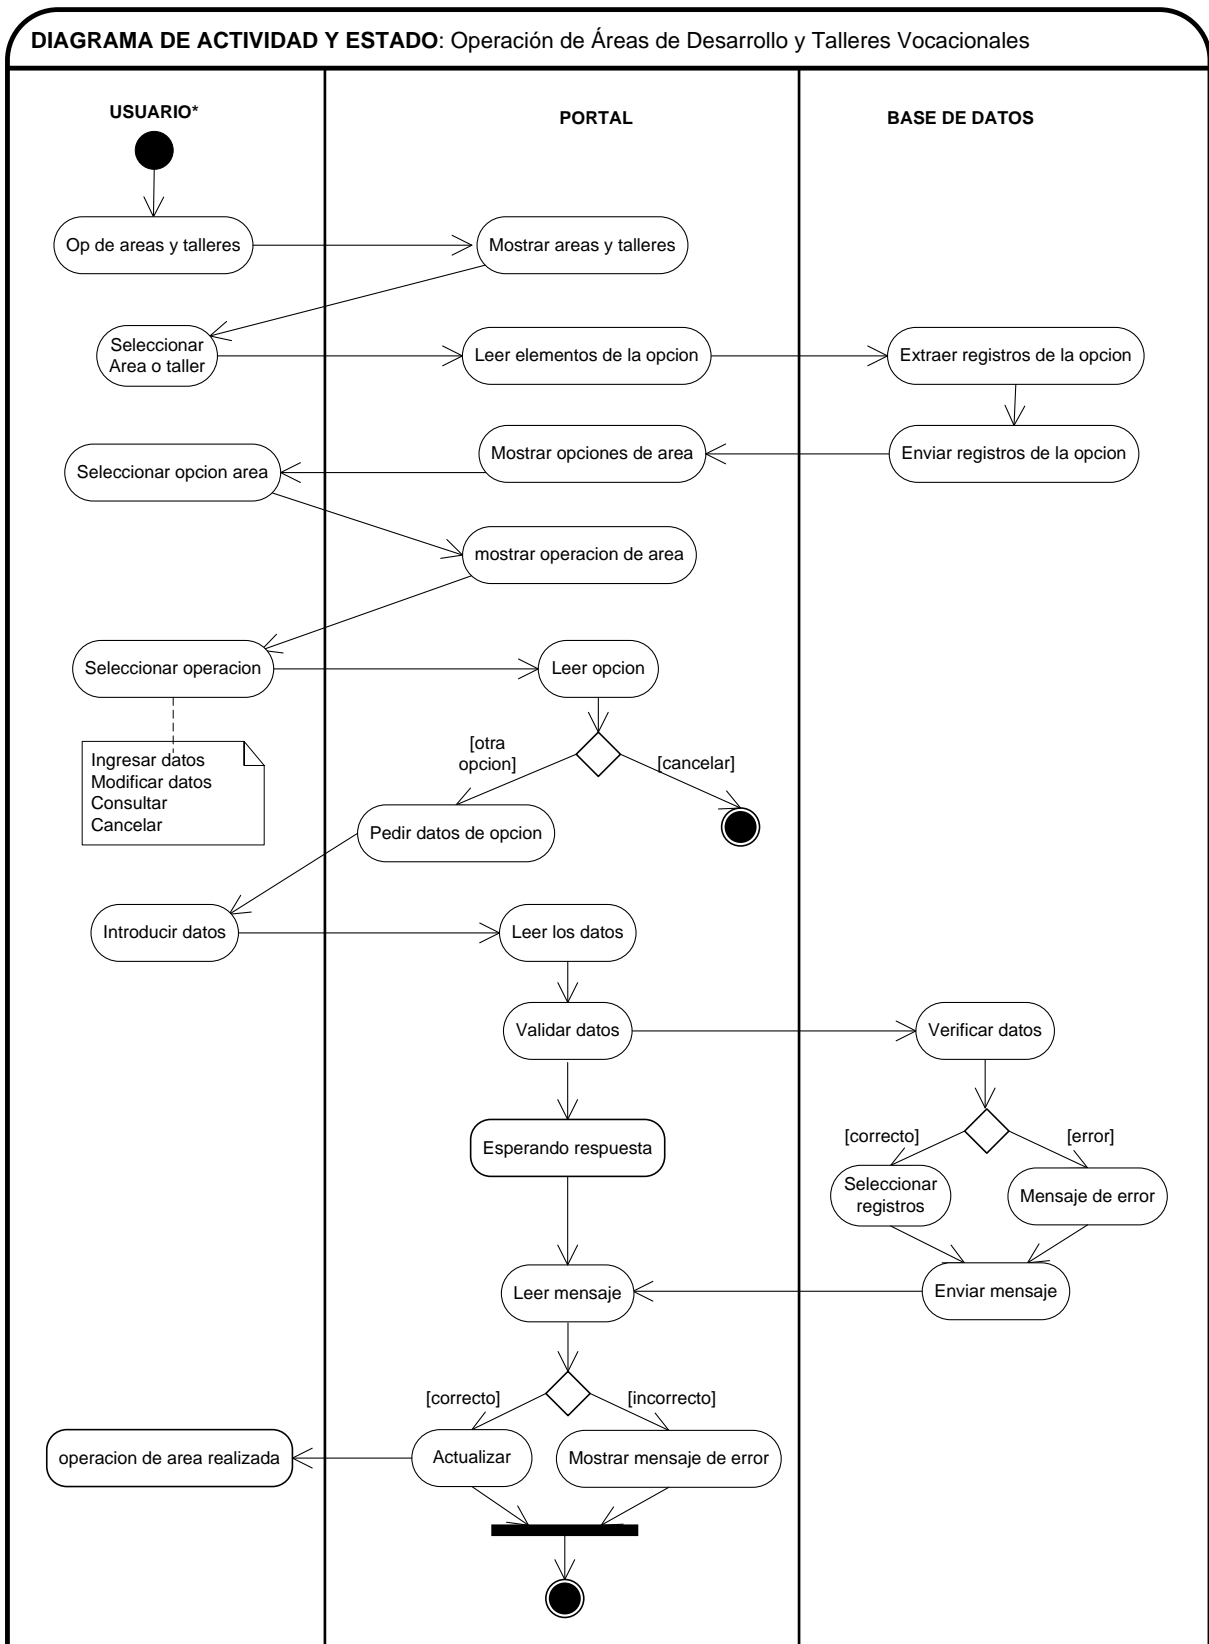 DIAGRAMA DE ACTIVIDAD Y ESTADO: Operación de Áreas de Desarrollo y Talleres Vocacionales
USUARIO*
PORTAL
BASE DE DATOS
Op de areas y talleres
Mostrar areas y talleres
Seleccionar
Area o taller
Leer elementos de la opcion
Extraer registros de la opcion
Seleccionar opcion area
Mostrar opciones de area
Enviar registros de la opcion
mostrar operacion de area
Seleccionar operacion
Leer opcion
Ingresar datos
Modificar datos
Consultar
Cancelar
[otra
opcion]
[cancelar]
Pedir datos de opcion
Introducir datos
Leer los datos
Validar datos
Verificar datos
Esperando respuesta
[correcto]
[error]
Seleccionar
registros
Mensaje de error
Leer mensaje
Enviar mensaje
[correcto]
[incorrecto]
operacion de area realizada
Actualizar
Mostrar mensaje de error